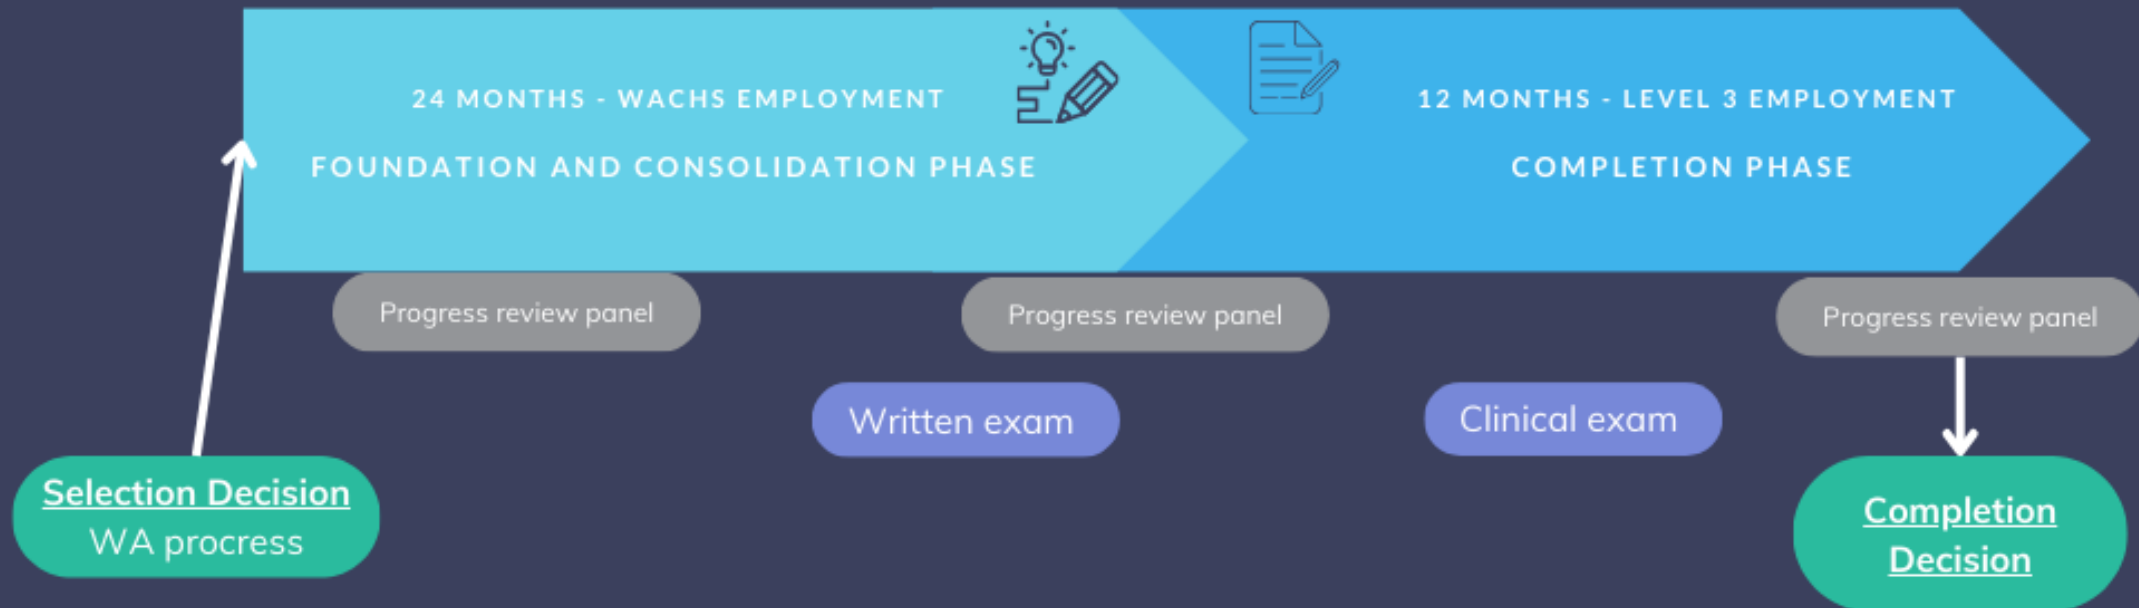 24 MONTHS - WACHS EMPLOYMENT
FOUNDATION AND CONSOLIDATION PHASE
12 MONTHS - LEVEL 3 EMPLOYMENT
COMPLETION PHASE
Progress review panel
Progress review panel
Progress review panel
Written exam
Clinical exam
Selection Decision
WA procress
Completion
Decision